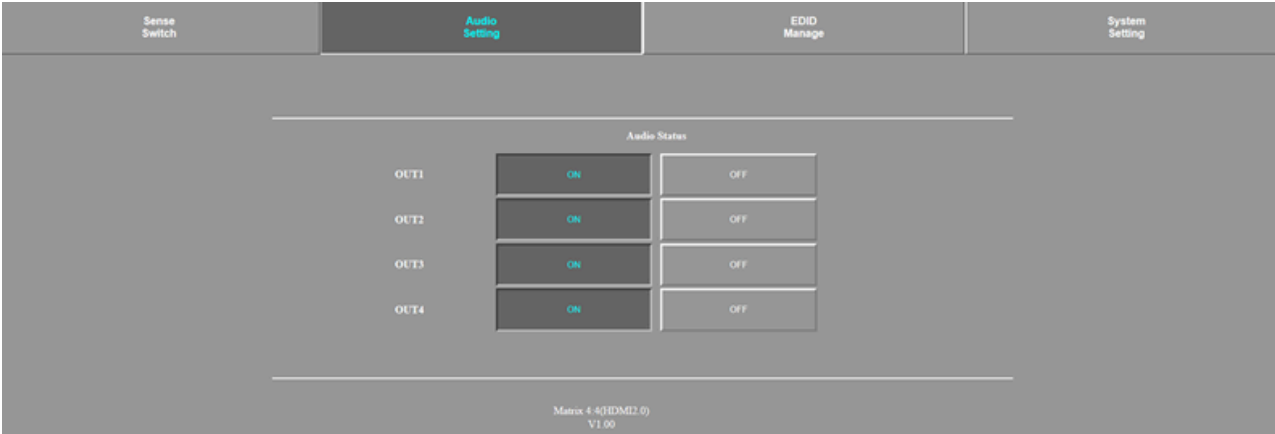 Sense
Switch
Audio
Setting
EDID
Manage
System
Setting
Audio Status
OUT1 ON OFF
OUT2 ON OFF
OUT3 ON OFF
OUT4 ON OFF
Matrix 4:4(HDMI2.0)
V1.00